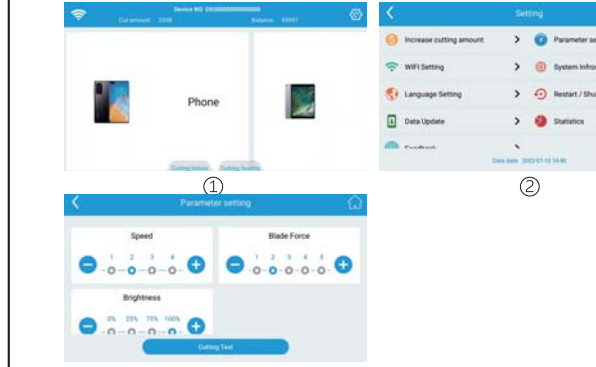 Device NO DX0000000000000
Cut amount 3338 Balance 99957
Phone
Cutting history Cutting favorite
①
Setting
Increase cutting amount
Parameter se
WIFI Setting
System Infro
Language Setting
Restart / Shu
Data Update
Statistics
Feedback
Data date 2022-07-15 14:40
②
Parameter setting
Speed
1 2 3 4
Blade Force
1 2 3 4 5
Brightness
0% 25% 75% 100%
Cutting Test